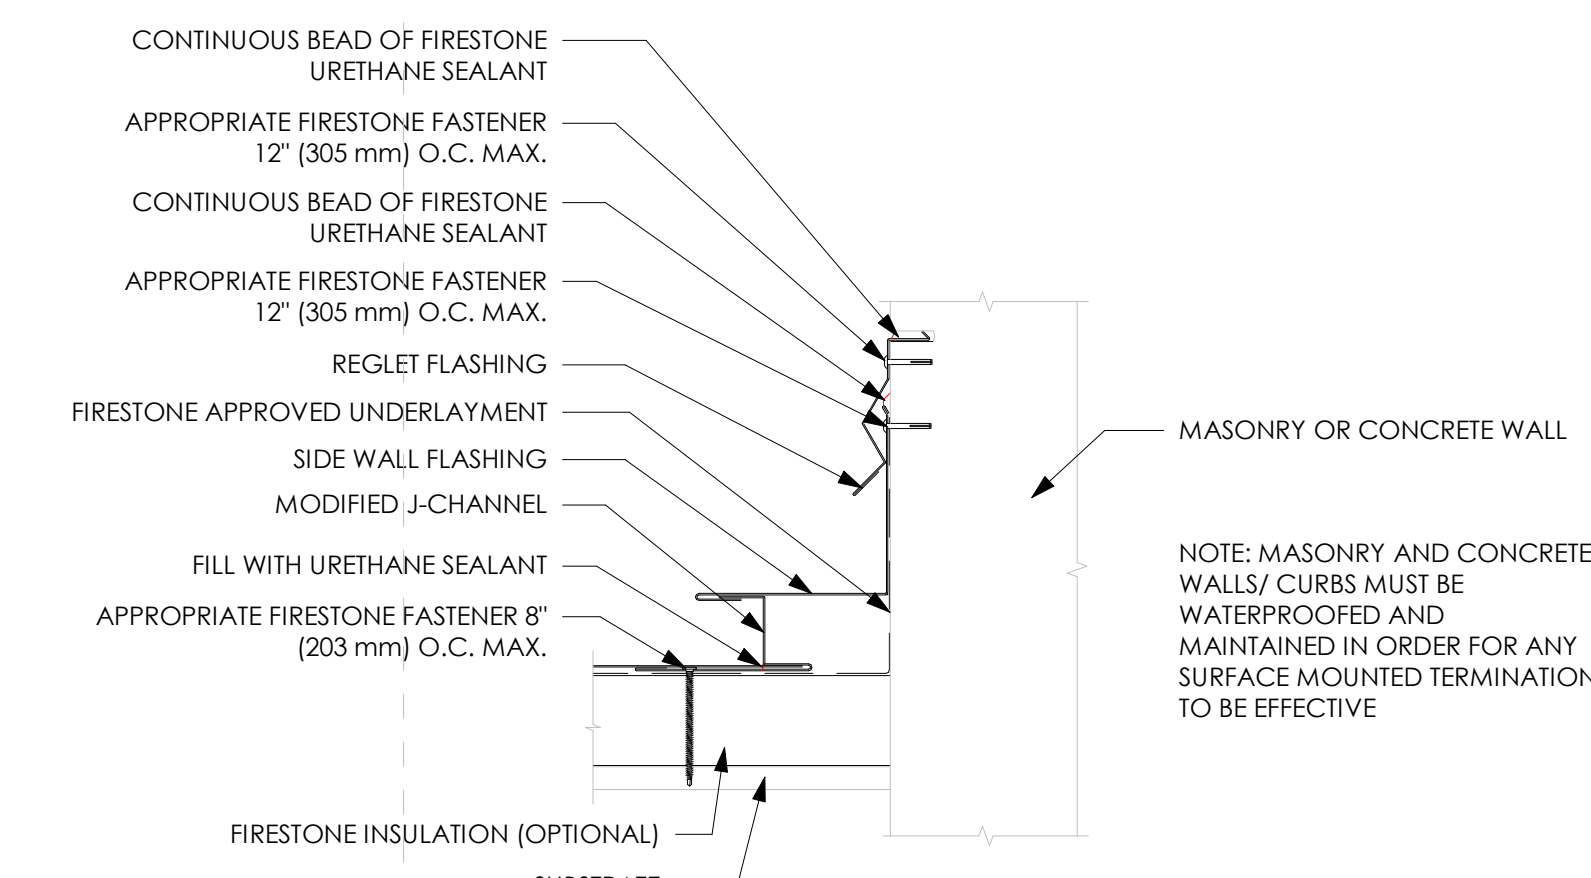 CONTINUOUS BEAD OF FIRESTONE
URETHANE SEALANT
APPROPRIATE FIRESTONE FASTENER
12" (305 mm) O.C. MAX.
CONTINUOUS BEAD OF FIRESTONE
URETHANE SEALANT
APPROPRIATE FIRESTONE FASTENER
12" (305 mm) O.C. MAX.
REGLET FLASHING
FIRESTONE APPROVED UNDERLAYMENT
SIDE WALL FLASHING
MODIFIED J-CHANNEL
FILL WITH URETHANE SEALANT
APPROPRIATE FIRESTONE FASTENER 8"
(203 mm) O.C. MAX.
FIRESTONE INSULATION (OPTIONAL)
SUBSTRATE
MASONRY OR CONCRETE WALL
NOTE: MASONRY AND CONCRETE
WALLS/ CURBS MUST BE
WATERPROOFED AND
MAINTAINED IN ORDER FOR ANY
SURFACE MOUNTED TERMINATION
TO BE EFFECTIVE